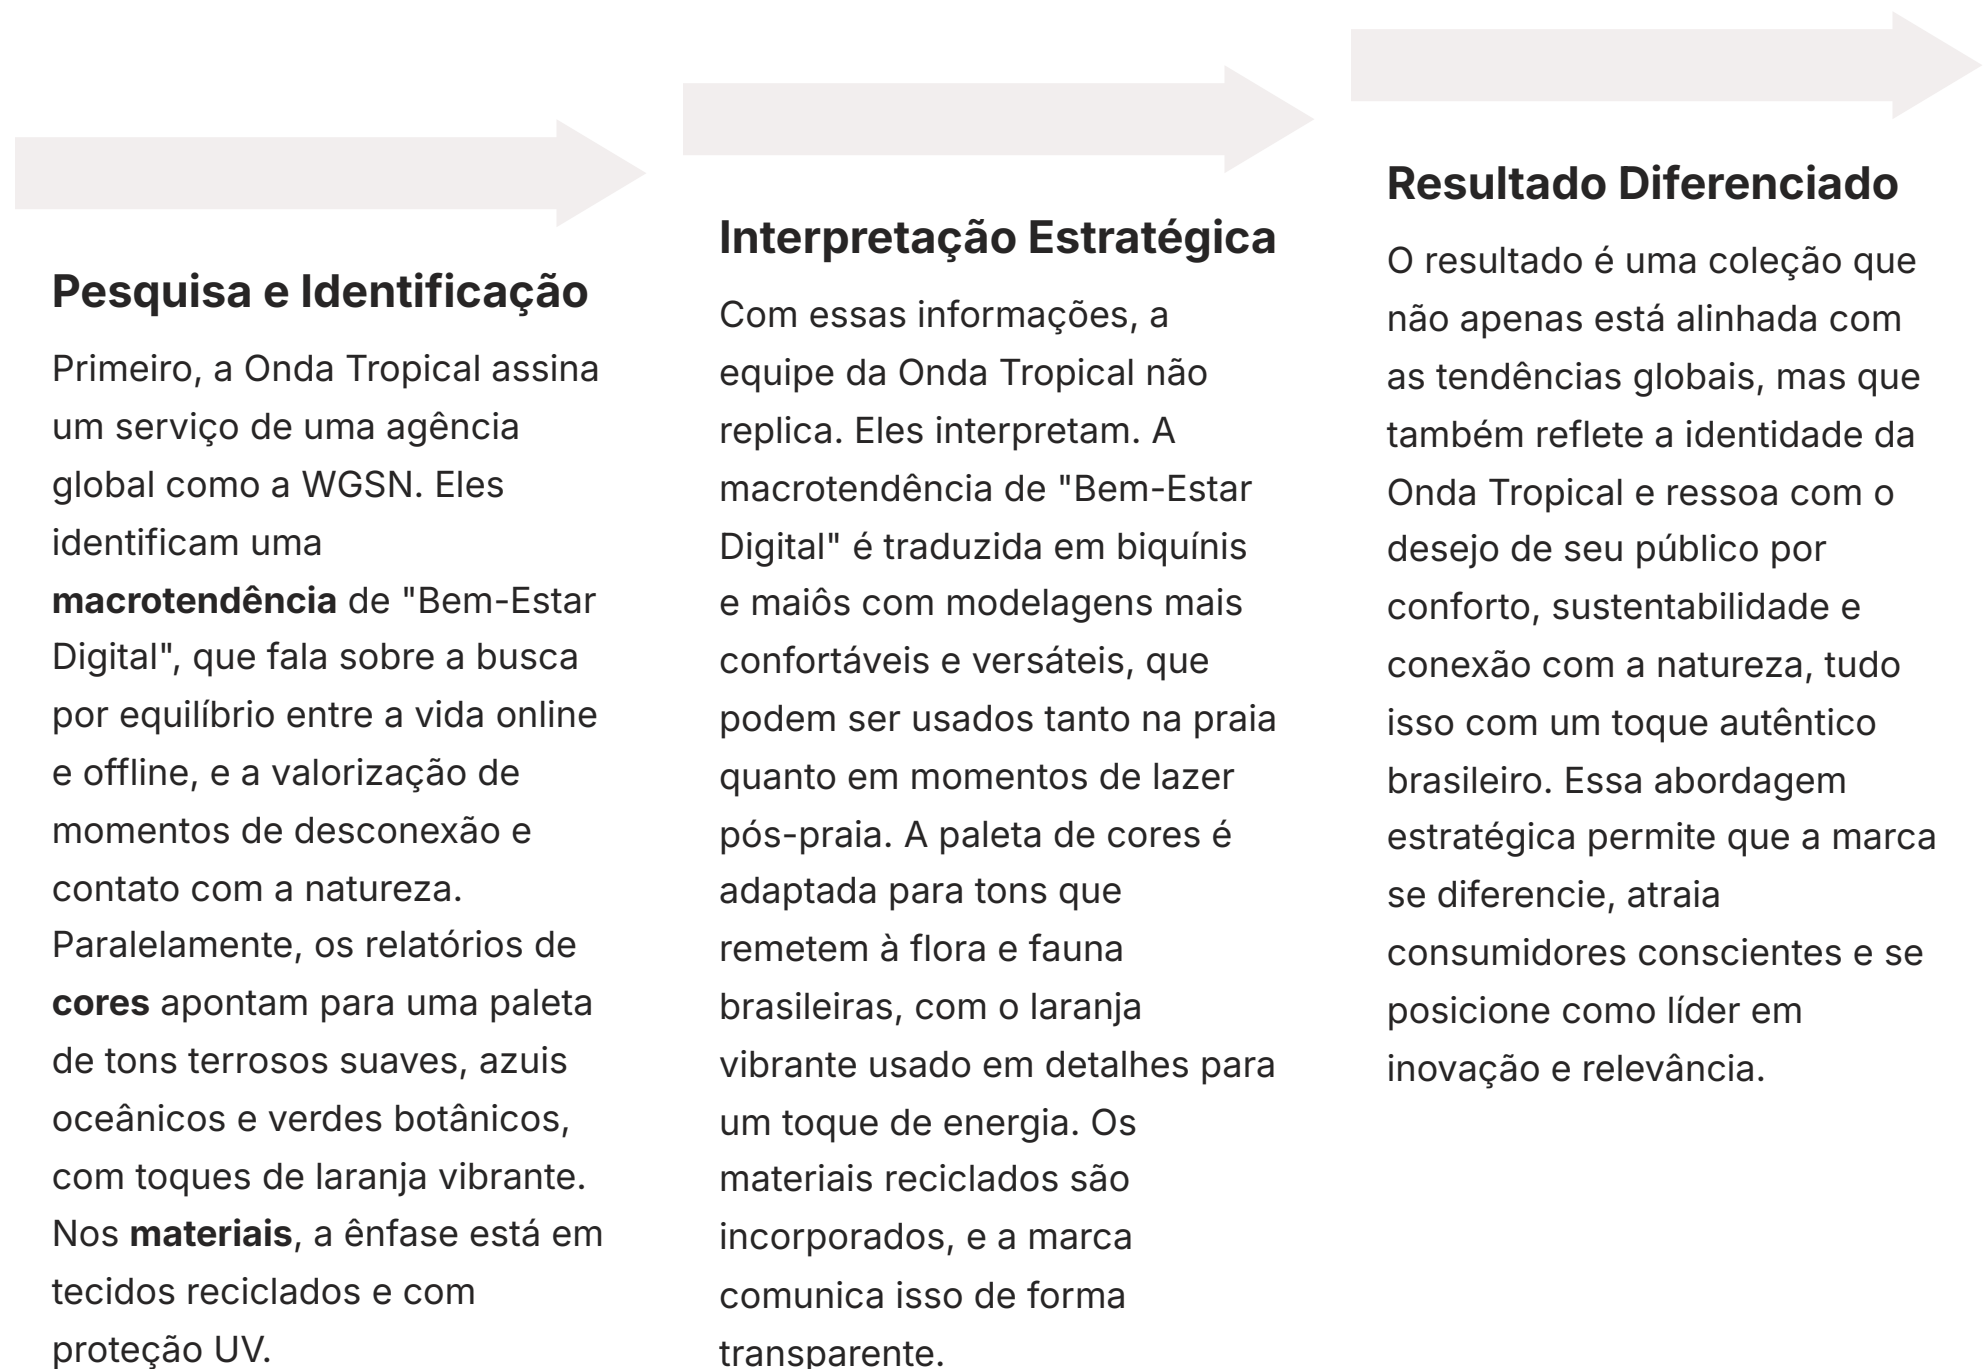 Pesquisa e Identificação
Primeiro, a Onda Tropical assina
um serviço de uma agência
global como a WGSN. Eles
identificam uma
macrotendência de "Bem-Estar
Digital", que fala sobre a busca
por equilíbrio entre a vida online
e offline, e a valorização de
momentos de desconexão e
contato com a natureza.
Paralelamente, os relatórios de
cores apontam para uma paleta
de tons terrosos suaves, azuis
oceânicos e verdes botânicos,
com toques de laranja vibrante.
Nos materiais, a ênfase está em
tecidos reciclados e com
proteção UV.
Interpretação Estratégica
Com essas informações, a
equipe da Onda Tropical não
replica. Eles interpretam. A
macrotendência de "Bem-Estar
Digital" é traduzida em biquínis
e maiôs com modelagens mais
confortáveis e versáteis, que
podem ser usados tanto na praia
quanto em momentos de lazer
pós-praia. A paleta de cores é
adaptada para tons que
remetem à flora e fauna
brasileiras, com o laranja
vibrante usado em detalhes para
um toque de energia. Os
materiais reciclados são
incorporados, e a marca
comunica isso de forma
transparente.
Resultado Diferenciado
O resultado é uma coleção que
não apenas está alinhada com
as tendências globais, mas que
também reflete a identidade da
Onda Tropical e ressoa com o
desejo de seu público por
conforto, sustentabilidade e
conexão com a natureza, tudo
isso com um toque autêntico
brasileiro. Essa abordagem
estratégica permite que a marca
se diferencie, atraia
consumidores conscientes e se
posicione como líder em
inovação e relevância.